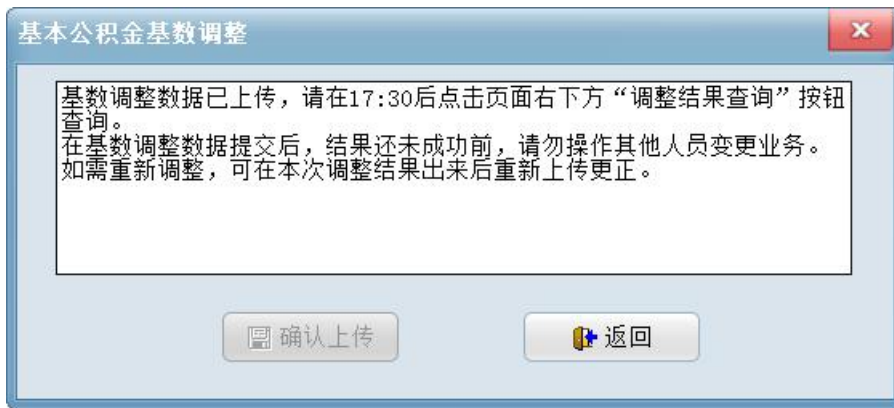 基本公积金基数调整
基数调整数据已上传，请在17:30后点击页面右下方“调整结果查询”按钮
查询。
在基数调整数据提交后，结果还未成功前，请勿操作其他人员变更业务。
如需重新调整，可在本次调整结果出来后重新上传更正。
确认上传
返回